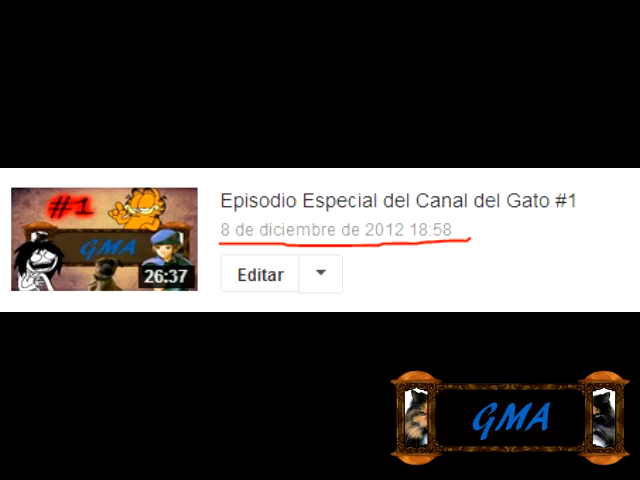 #1
GMA
26:37
Episodio Especial del Canal del Gato #1
8 de diciembre de 2012 18:58
Editar
GMA